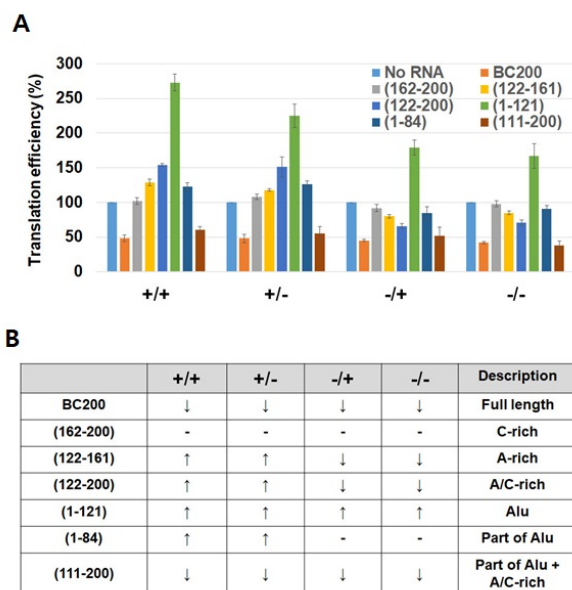 A
Translation efficiency (%)
300
250
200
150
100
50
0
No RNA BC200
(162-200) (122-161)
(122-200) (1-121)
(1-84) (111-200)
+/+ +/- -/+ -/-
B
+/+ +/- -/+ -/- Description
BC200 ↓ ↓ ↓ ↓ Full length
(162-200) - - - - C-rich
(122-161) ↑ ↑ ↓ ↓ A-rich
(122-200) ↑ ↑ ↓ ↓ A/C-rich
(1-121) ↑ ↑ ↑ ↑ Alu
(1-84) ↑ ↑ - - Part of Alu
(111-200) ↓ ↓ ↓ ↓ Part of Alu +
A/C-rich